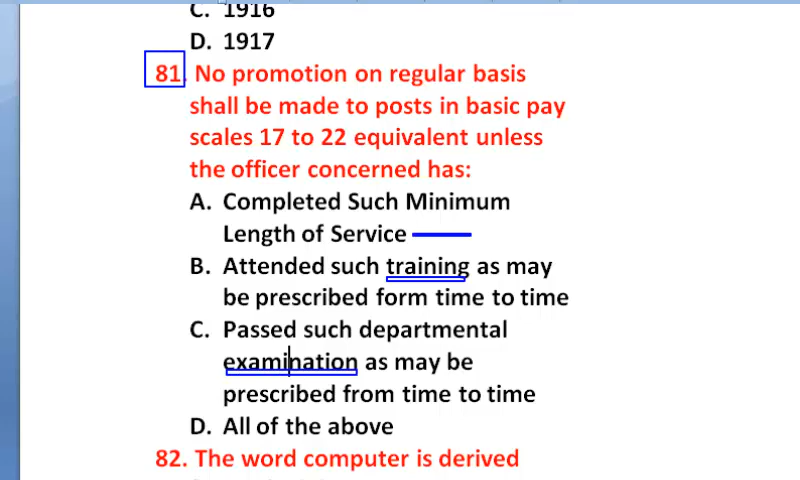 C. 1916
D. 1917
81. No promotion on regular basis
shall be made to posts in basic pay
scales 17 to 22 equivalent unless
the officer concerned has:
A. Completed Such Minimum
Length of Service
B. Attended such training as may
be prescribed form time to time
C. Passed such departmental
examination as may be
prescribed from time to time
D. All of the above
82. The word computer is derived